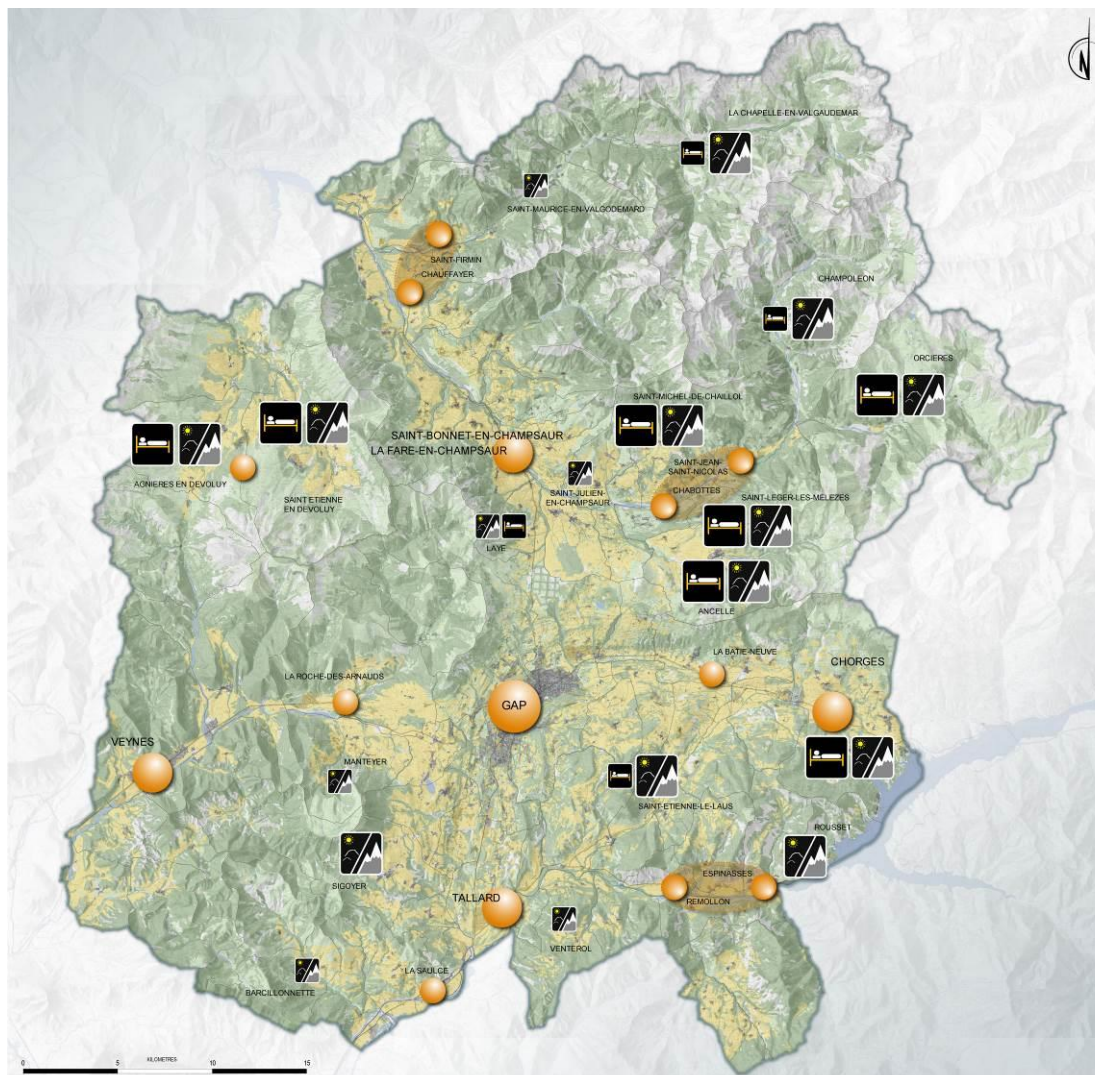 N
LA CHAPELLE-EN-VALGAUDEMAR
SAINT-MAURICE-EN-VALGODEMARD
SAINT-FIRMIN
CHAUFFAYER
CHAMPOLEON
ORCIERES
SAINT-MICHEL-DE-CHAILLOL
SAINT-BONNET-EN-CHAMPSAUR
LA FARE-EN-CHAMPSAUR
SAINT-JEAN-
SAINT-NICOLAS
AGNIERES EN DEVOLUY
SAINT ETIENNE
EN DEVOLUY
SAINT-JULIEN-
EN-CHAMPSAUR
CHABOTTES
SAINT-LEGER-LES-MELEZES
LAYE
ANCELLE
LA BATIE-NEUVE
CHORGES
LA ROCHE-DES-ARNAUDS
GAP
VEYNES
MANTEYER
SAINT-ETIENNE-LE-LAUS
ROUSSET
SIGOYER
ESPINASSES
REMOLLON
TALLARD
VENTEROL
LA SAULCE
BARCILLONNETTE
KILOMETRES
0 5 10 15